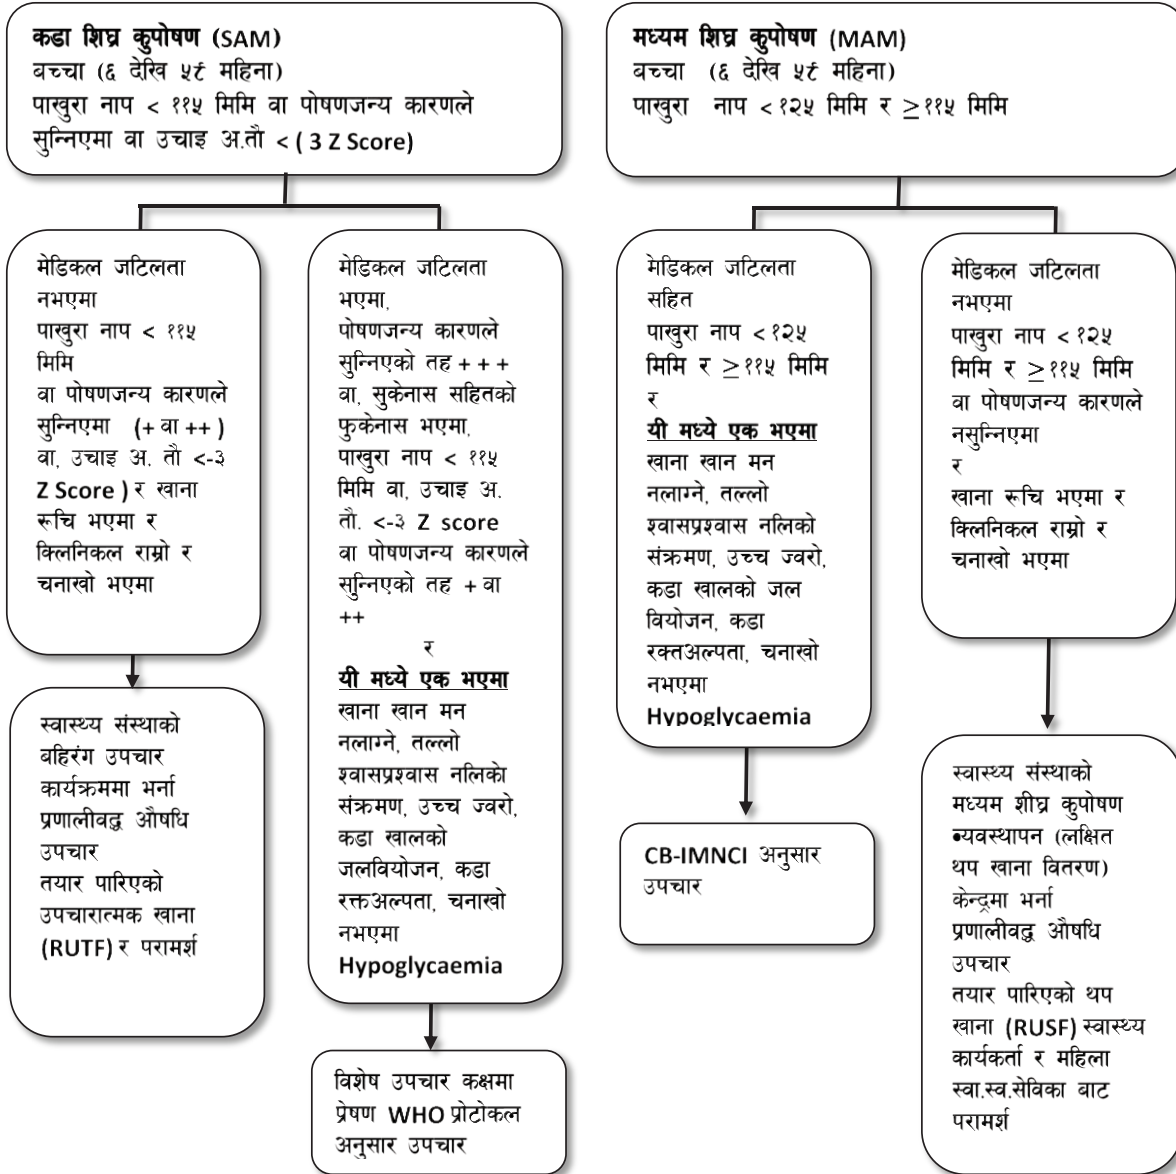 कडा शिघ्र कुपोषण (SAM)
बच्चा (६ देखि ५९ महिना)
पाखुरा नाप < ११५ मिमि वा पोषणजन्य कारणले
सुन्निएमा वा उचाइ अ.तौ < ( 3 Z Score)
मध्यम शिघ्र कुपोषण (MAM)
बच्चा (६ देखि ५९ महिना)
पाखुरा नाप <१२५ मिमि र ≥११५ मिमि
मेडिकल जटिलता
नभएमा
पाखुरा नाप < ११५
मिमि
वा पोषणजन्य कारणले
सुन्निएमा (+ वा ++ )
वा, उचाइ अ. तौ <-३
Z Score ) र खाना
रूचि भएमा र
क्लिनिकल राम्रो र
चनाखो भएमा
मेडिकल जटिलता
भएमा,
पोषणजन्य कारणले
सुन्निएको तह + + +
वा, सुकेनास सहितको
फुकेनास भएमा,
पाखुरा नाप < ११५
मिमि वा, उचाइ अ.
तौ. <-३ Z score
वा पोषणजन्य कारणले
सुन्निएको तह + वा
++
र
यी मध्ये एक भएमा
खाना खान मन
नलाग्ने, तल्लो
श्वासप्रश्वास नलिको
संक्रमण, उच्च ज्वरो,
कडा खालको
जलवियोजन, कडा
रक्तअल्पता, चनाखो
नभएमा
Hypoglycaemia
मेडिकल जटिलता
सहित
पाखुरा नाप <१२५
मिमि र ≥११५ मिमि
र
यी मध्ये एक भएमा
खाना खान मन
नलाग्ने, तल्लो
श्वासप्रश्वास नलिको
संक्रमण, उच्च ज्वरो,
कडा खालको जल
वियोजन, कडा
रक्तअल्पता, चनाखो
नभएमा
Hypoglycaemia
मेडिकल जटिलता
नभएमा
पाखुरा नाप <१२५
मिमि र ≥११५ मिमि
वा पोषणजन्य कारणले
नसुन्निएमा
र
खाना रूचि भएमा र
क्लिनिकल राम्रो र
चनाखो भएमा
स्वास्थ्य संस्थाको
बहिरंग उपचार
कार्यक्रममा भर्ना
प्रणालीवद्ध औषधि
उपचार
तयार पारिएको
उपचारात्मक खाना
(RUTF) र परामर्श
विशेष उपचार कक्षमा
प्रेषण WHO प्रोटोकल
अनुसार उपचार
CB-IMNCI अनुसार
उपचार
स्वास्थ्य संस्थाको
मध्यम शीघ्र कुपोषण
व्यवस्थापन (लक्षित
थप खाना वितरण)
केन्द्रमा भर्ना
प्रणालीवद्ध औषधि
उपचार
तयार पारिएको थप
खाना (RUSF) स्वास्थ्य
कार्यकर्ता र महिला
स्वा.स्व.सेविका बाट
परामर्श